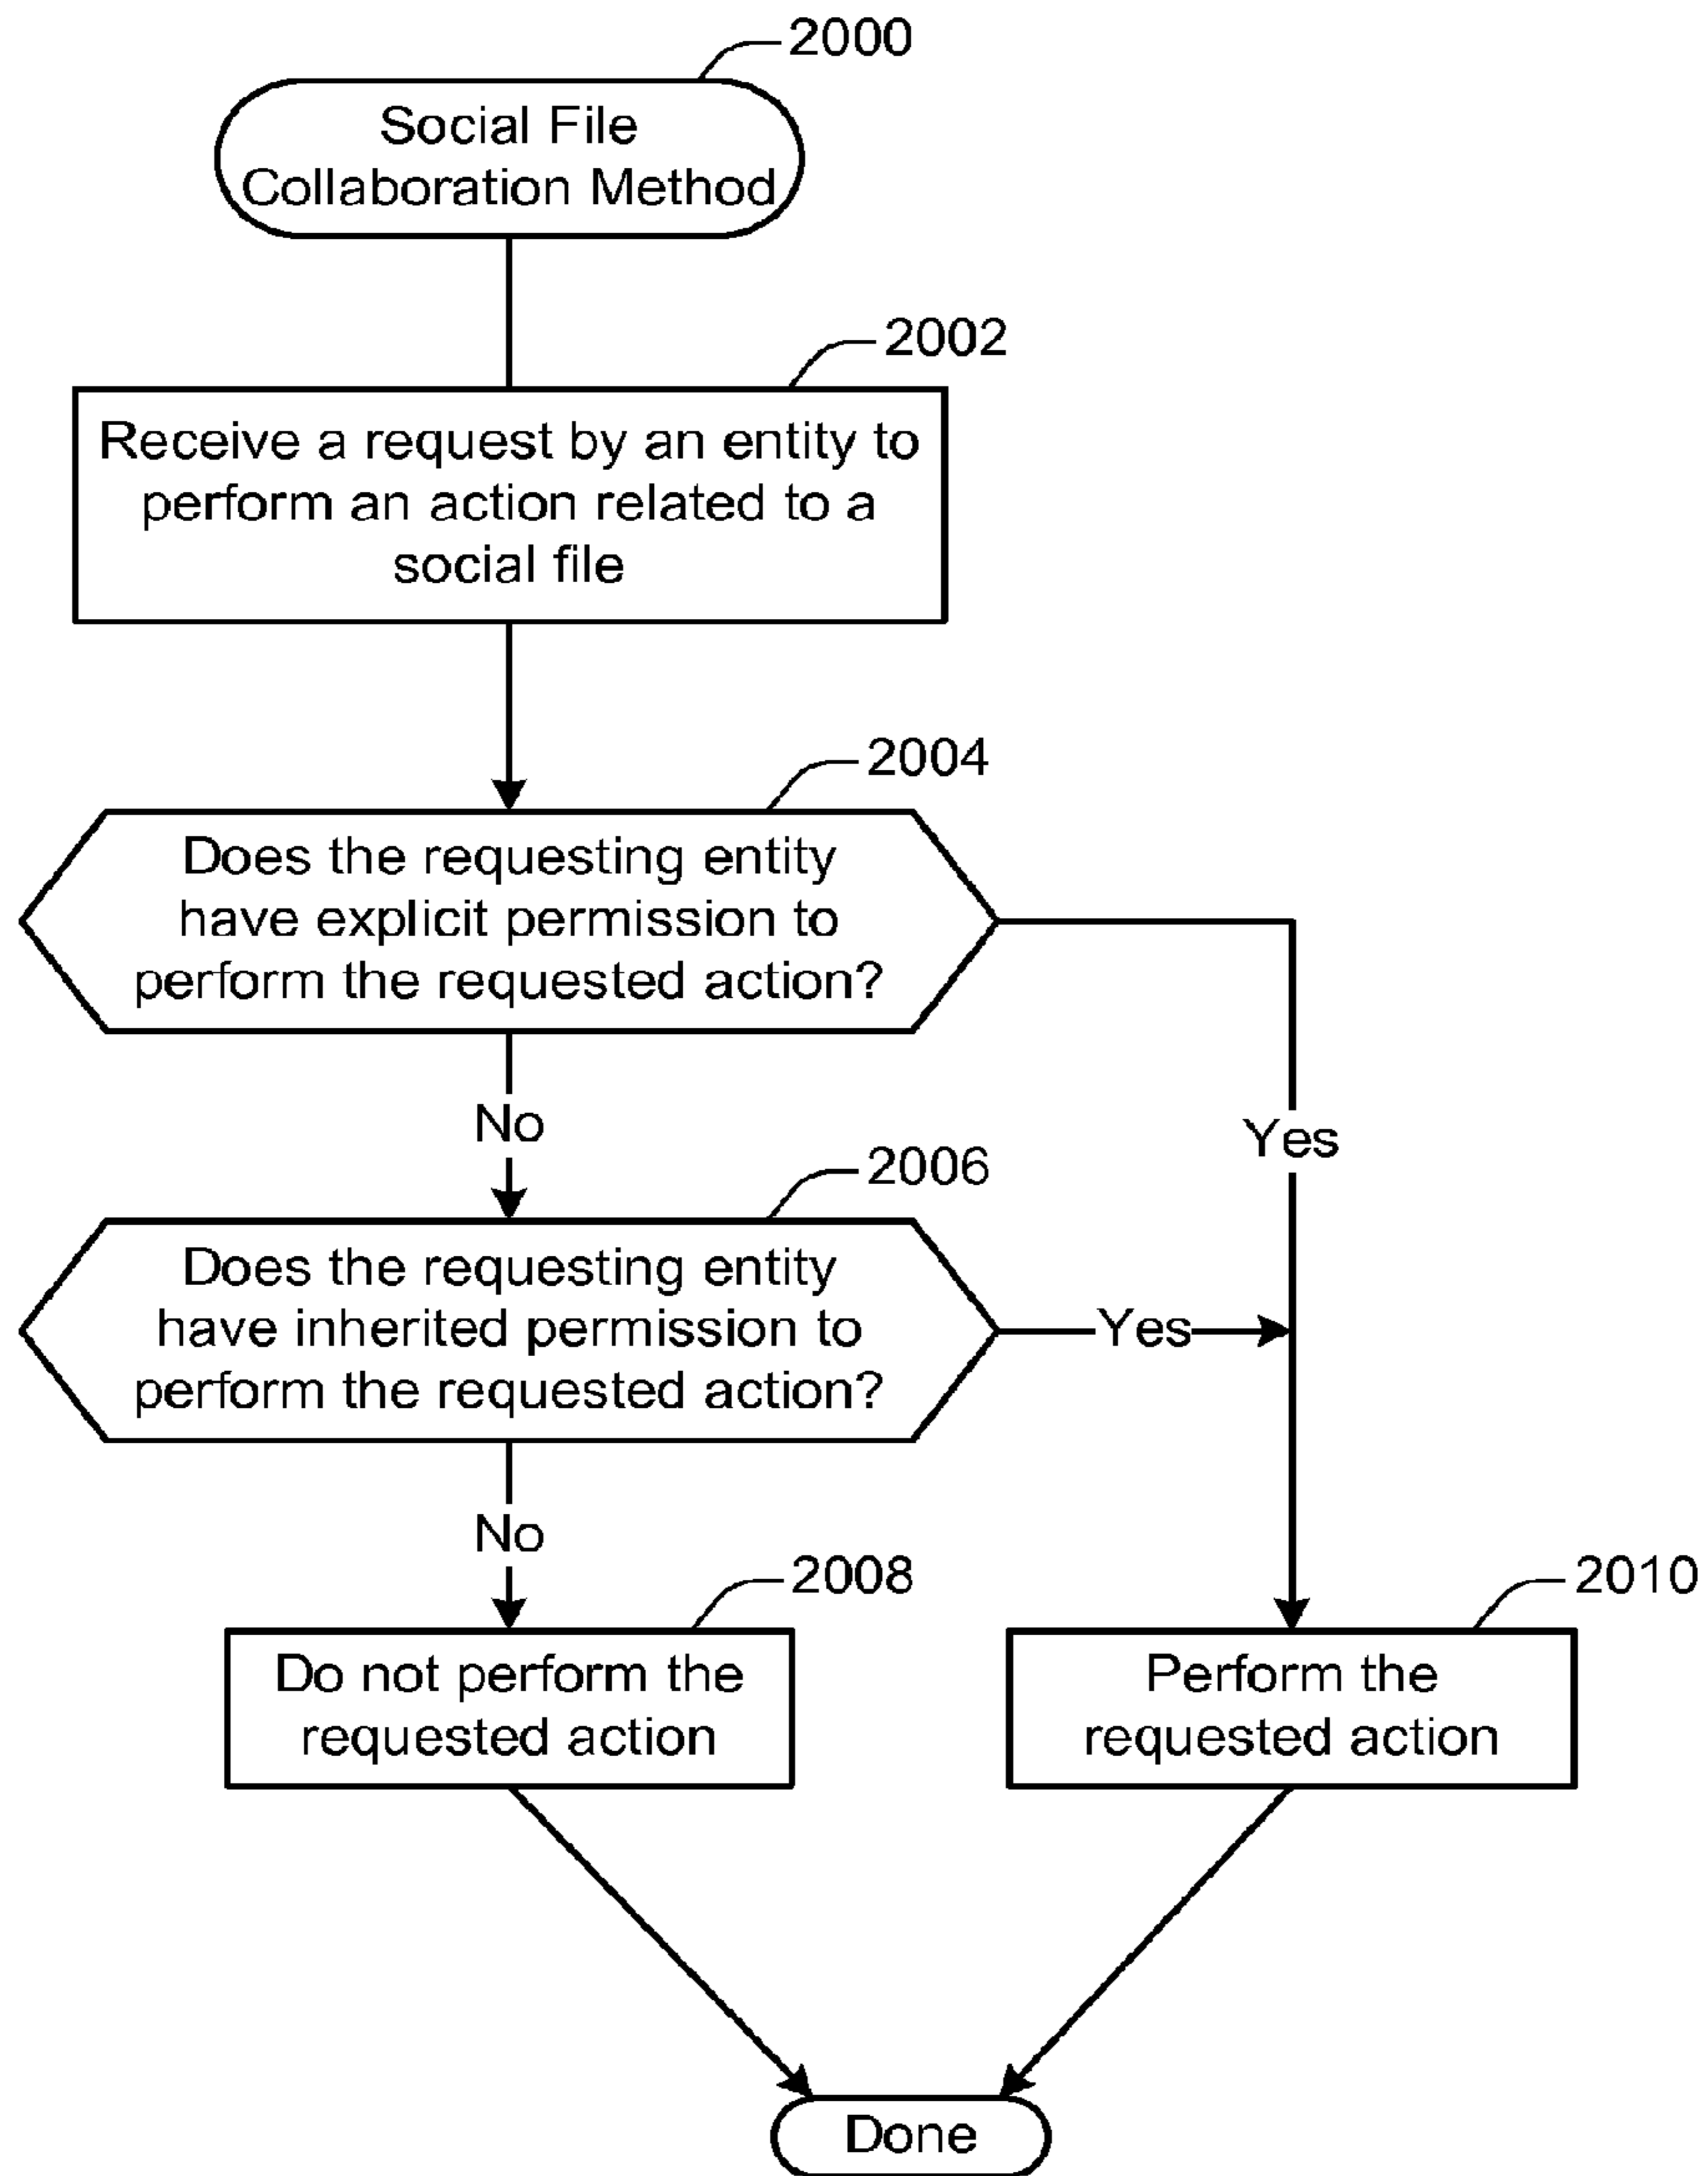 2000
Social File
Collaboration Method
2002
Receive a request by an entity to
perform an action related to a
social file
2004
Does the requesting entity
have explicit permission to
perform the requested action?
No
Yes
2006
Does the requesting entity
have inherited permission to
perform the requested action?
Yes
No
2008
Do not perform the
requested action
2010
Perform the
requested action
Done